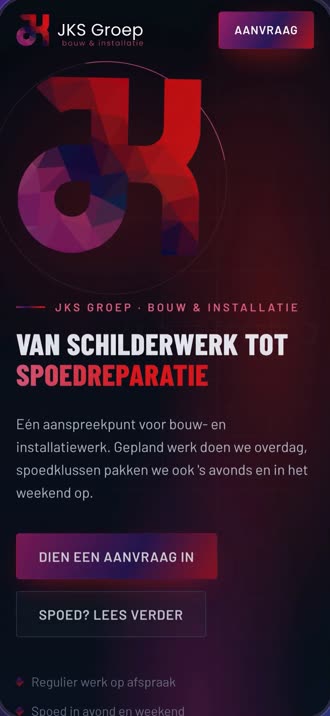 JKS Groep
bouw & installatie
AANVRAAG
JKS GROEP · BOUW & INSTALLATIE
VAN SCHILDERWERK TOT
SPOEDREPARATIE
Eén aanspreekpunt voor bouw- en
installatiewerk. Gepland werk doen we overdag,
spoedklussen pakken we ook 's avonds en in het
weekend op.
DIEN EEN AANVRAAG IN
SPOED? LEES VERDER
Regulier werk op afspraak
Spoed in avond en weekend